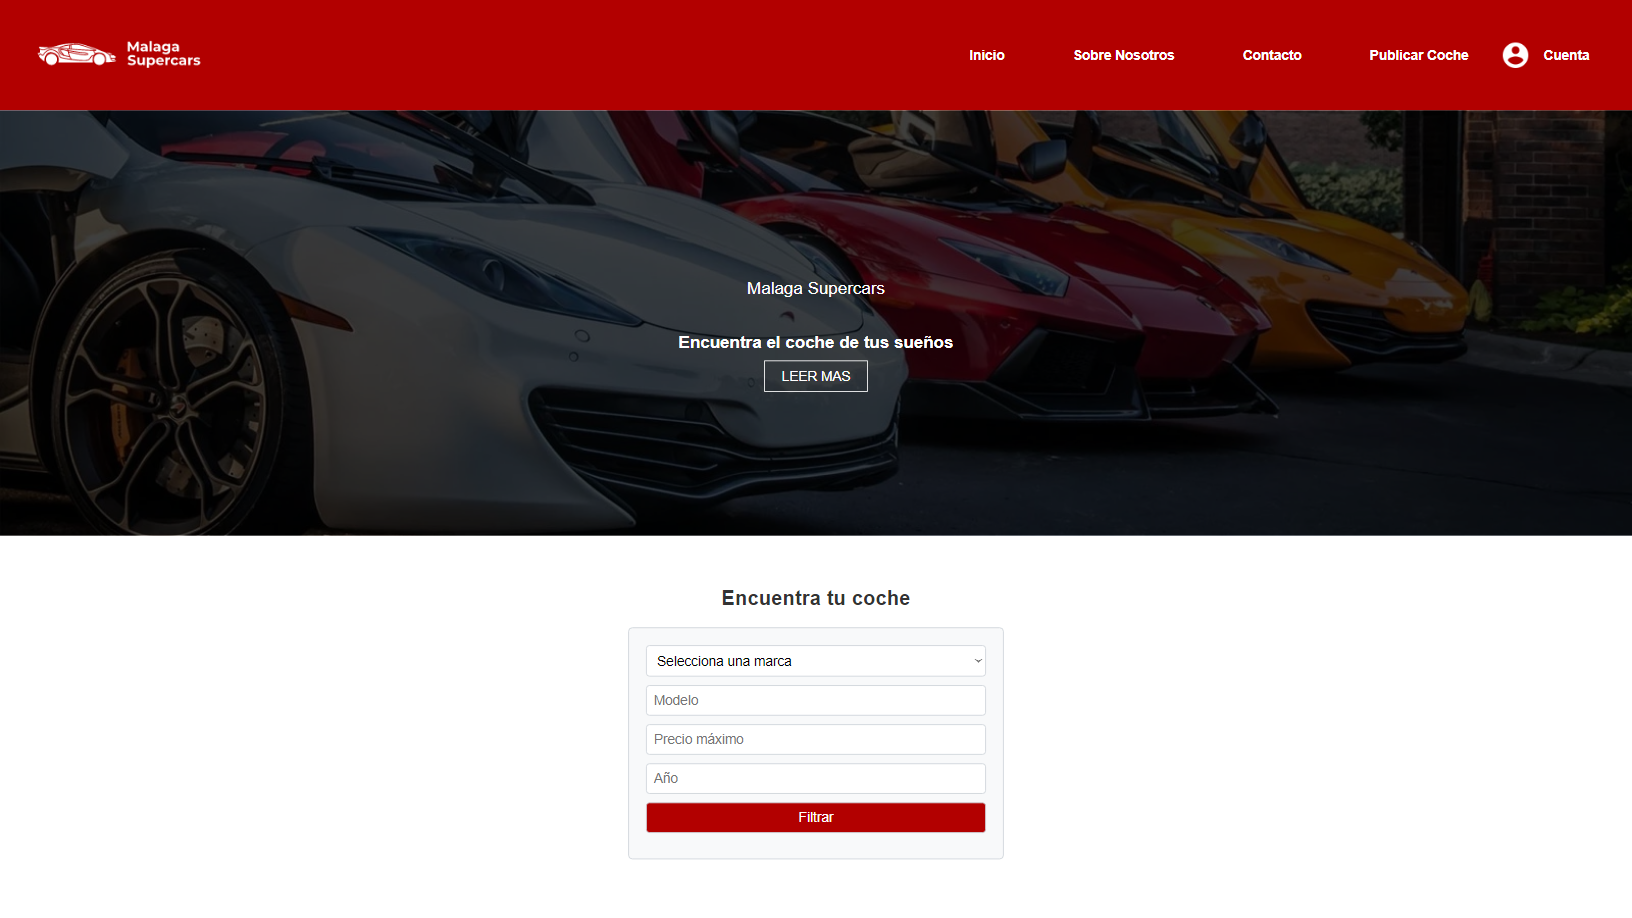 Malaga
Supercars
Inicio
Sobre Nosotros
Contacto
Publicar Coche
Cuenta
Malaga Supercars
Encuentra el coche de tus sueños
LEER MAS
Encuentra tu coche
Selecciona una marca
Modelo
Precio máximo
Año
Filtrar